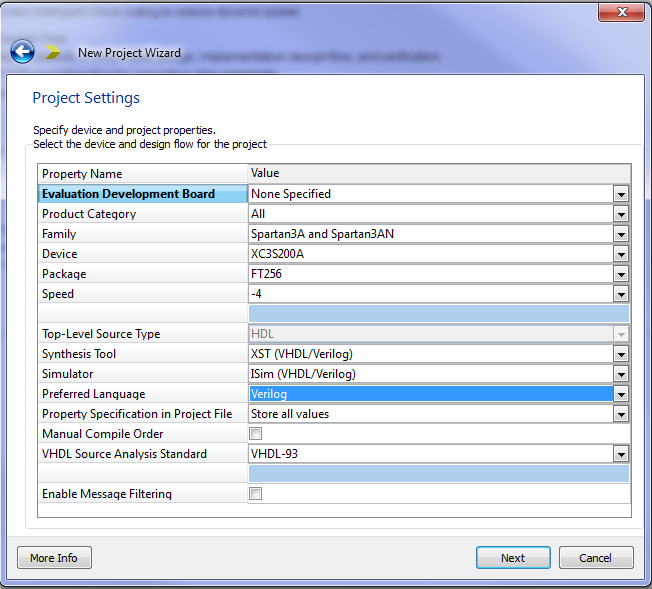 New Project Wizard
Project Settings
Specify device and project properties.
Select the device and design flow for the project
Property Name Value
Evaluation Development Board None Specified
Product Category All
Family Spartan3A and Spartan3AN
Device XC3S200A
Package FT256
Speed -4
Top-Level Source Type HDL
Synthesis Tool XST (VHDL/Verilog)
Simulator ISim (VHDL/Verilog)
Preferred Language Verilog
Property Specification in Project File Store all values
Manual Compile Order
VHDL Source Analysis Standard VHDL-93
Enable Message Filtering
More Info Next Cancel